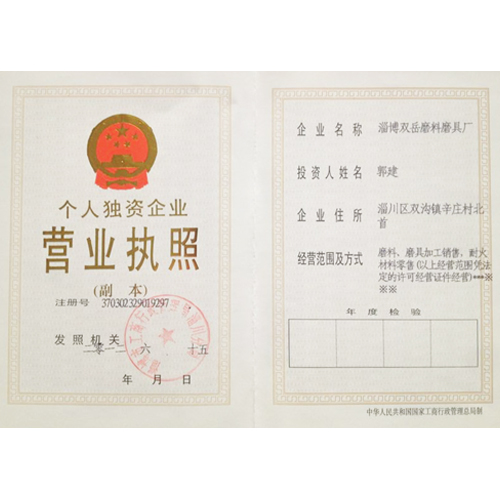 个人独资企业
营业执照
(副 本)
注册号 370302329019297
发照机关
二零一二 六 十五
年 月 日
企业名称 淄博双岳磨料磨具厂
投资人姓名 郭建
企业住所 淄川区双沟镇辛庄村北
首
经营范围及方式 磨料、磨具加工销售，耐火
材料零售(以上经营范围凭法
定的许可经营证件经营)***※
※※
年度检验
中华人民共和国国家工商行政管理总局制